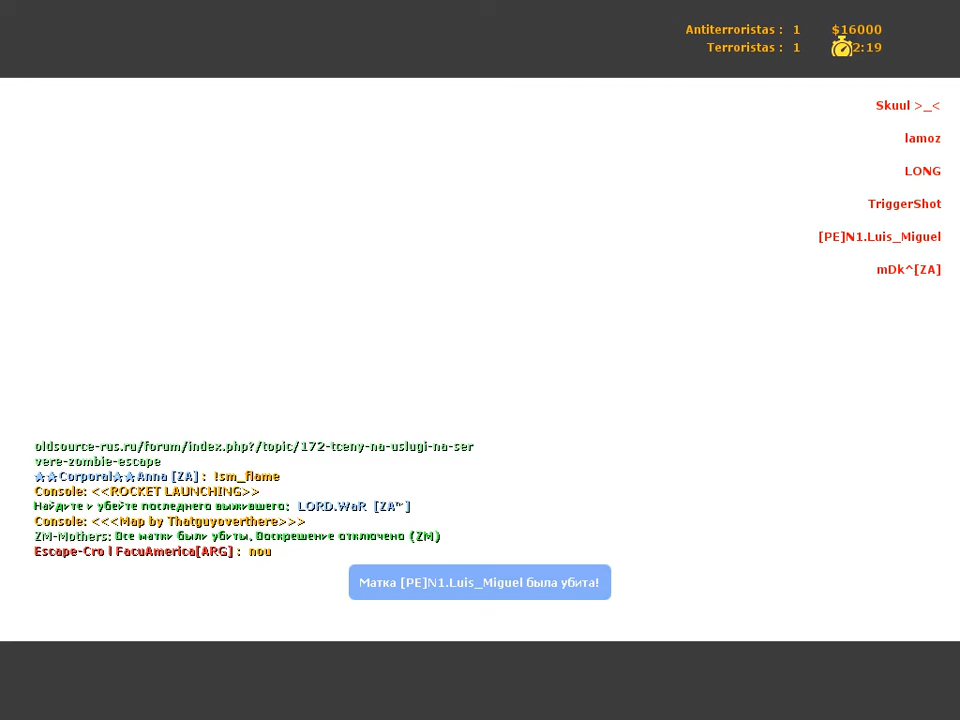 Antiterroristas : 1 $16000
Terroristas : 1 2:19
Skuul >_<
lamoz
LONG
TriggerShot
[PE]N1.Luis_Miguel
mDk^[ZA]
oldsource-rus.ru/forum/index.php?/topic/172-tceny-na-uslugi-na-ser
vere-zombie-escape
★★Corporal★★Anna [ZA] : !sm_flame
Console: <<ROCKET LAUNCHING>>
Найдите и убейте последнего выжившего: LORD.WaR [ZA™]
Console: <<<Map by Thatguyoverthere>>>
ZM-Mothers: Все матки были убиты, Воскрешение отключено (ZM)
Escape-Cro l FacuAmerica[ARG] : nou
Матка [PE]N1.Luis_Miguel была убита!